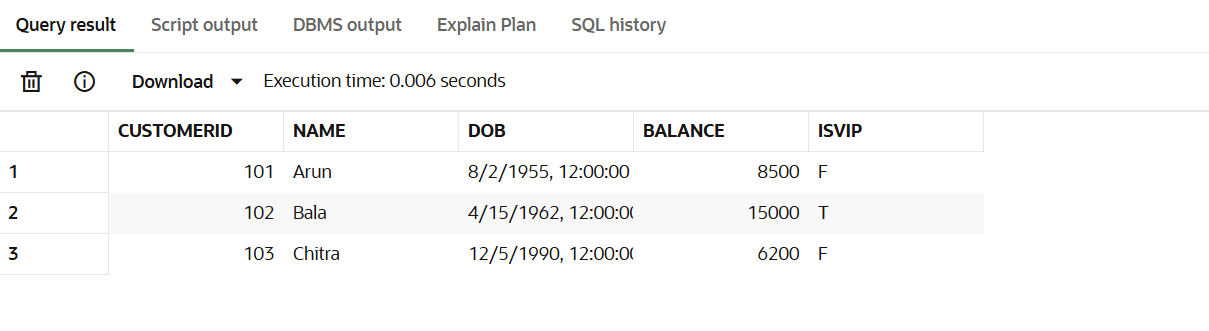 Query result Script output DBMS output Explain Plan SQL history
Download Execution time: 0.006 seconds
CUSTOMERID NAME DOB BALANCE ISVIP
1 101 Arun 8/2/1955, 12:00:00 8500 F
2 102 Bala 4/15/1962, 12:00:00 15000 T
3 103 Chitra 12/5/1990, 12:00:00 6200 F